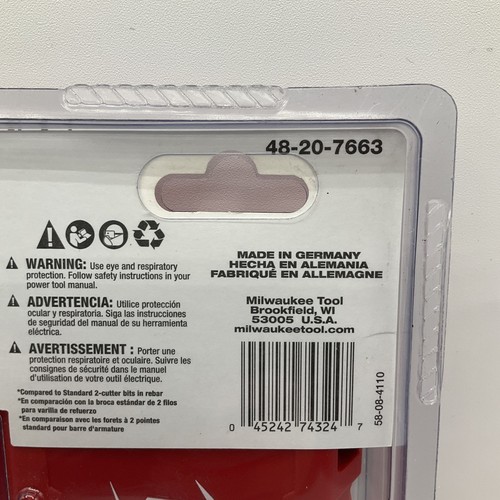 48-20-7663
WARNING: Use eye and respiratory
protection. Follow safety instructions in your
power tool manual.
ADVERTENCIA: Utilice protección
ocular y respiratoria. Siga las instrucciones
de seguridad del manual de su herramienta
eléctrica.
AVERTISSEMENT : Porter une
protection respiratoire et oculaire. Suivre les
consignes de sécurité dans le manuel
d'utilisation de votre outil électrique.
*Compared to Standard 2-cutter bits in rebar
*En comparación con broca estándar de 2 filos
para varilla de refuerzo
*En comparaison avec les forets à 2 pointes
standard pour barre d'armature
MADE IN GERMANY
HECHA EN ALEMANIA
FABRIQUÉ EN ALLEMAGNE
Milwaukee Tool
Brookfield, WI
53005 U.S.A.
milwaukeetool.com
0 45242 74324 7
58-08-4110